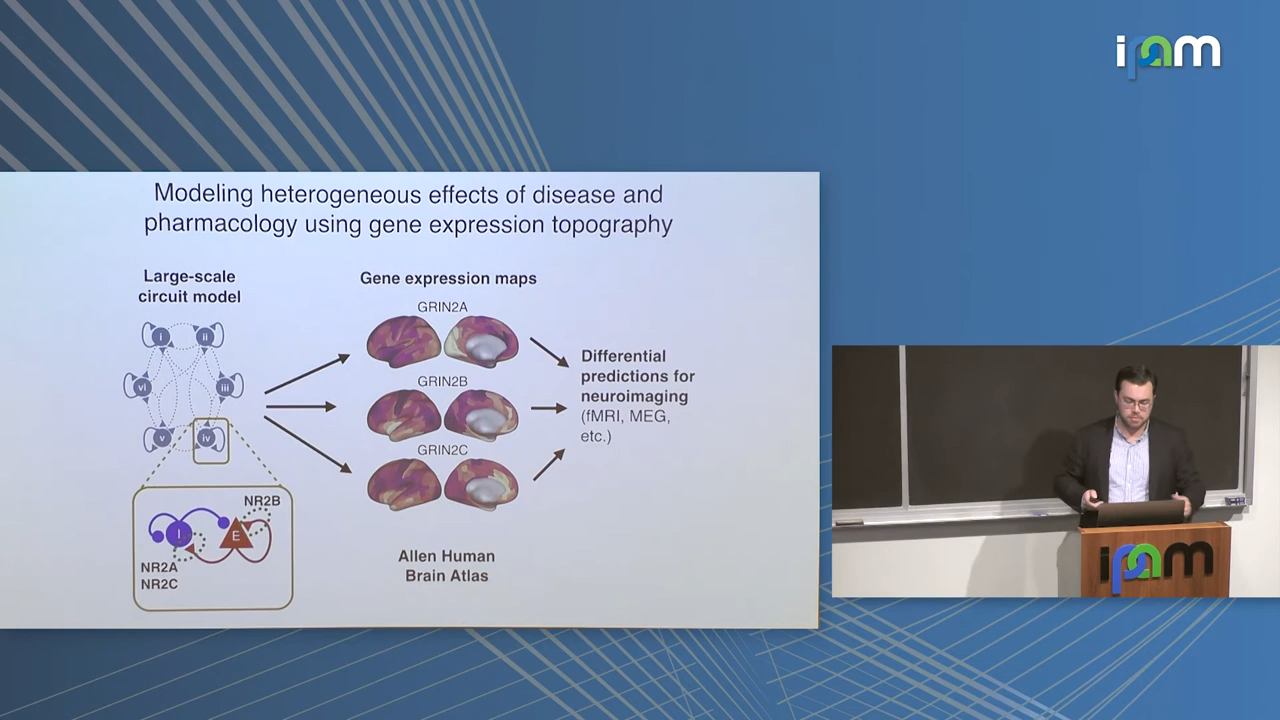 ipam
Modeling heterogeneous effects of disease and
pharmacology using gene expression topography
Large-scale
circuit model
Gene expression maps
GRIN2A
i
ii
vi
iii
v
iv
GRIN2B
GRIN2C
Differential
predictions for
neuroimaging
(fMRI, MEG,
etc.)
NR2B
I
E
NR2A
NR2C
Allen Human
Brain Atlas
ipam